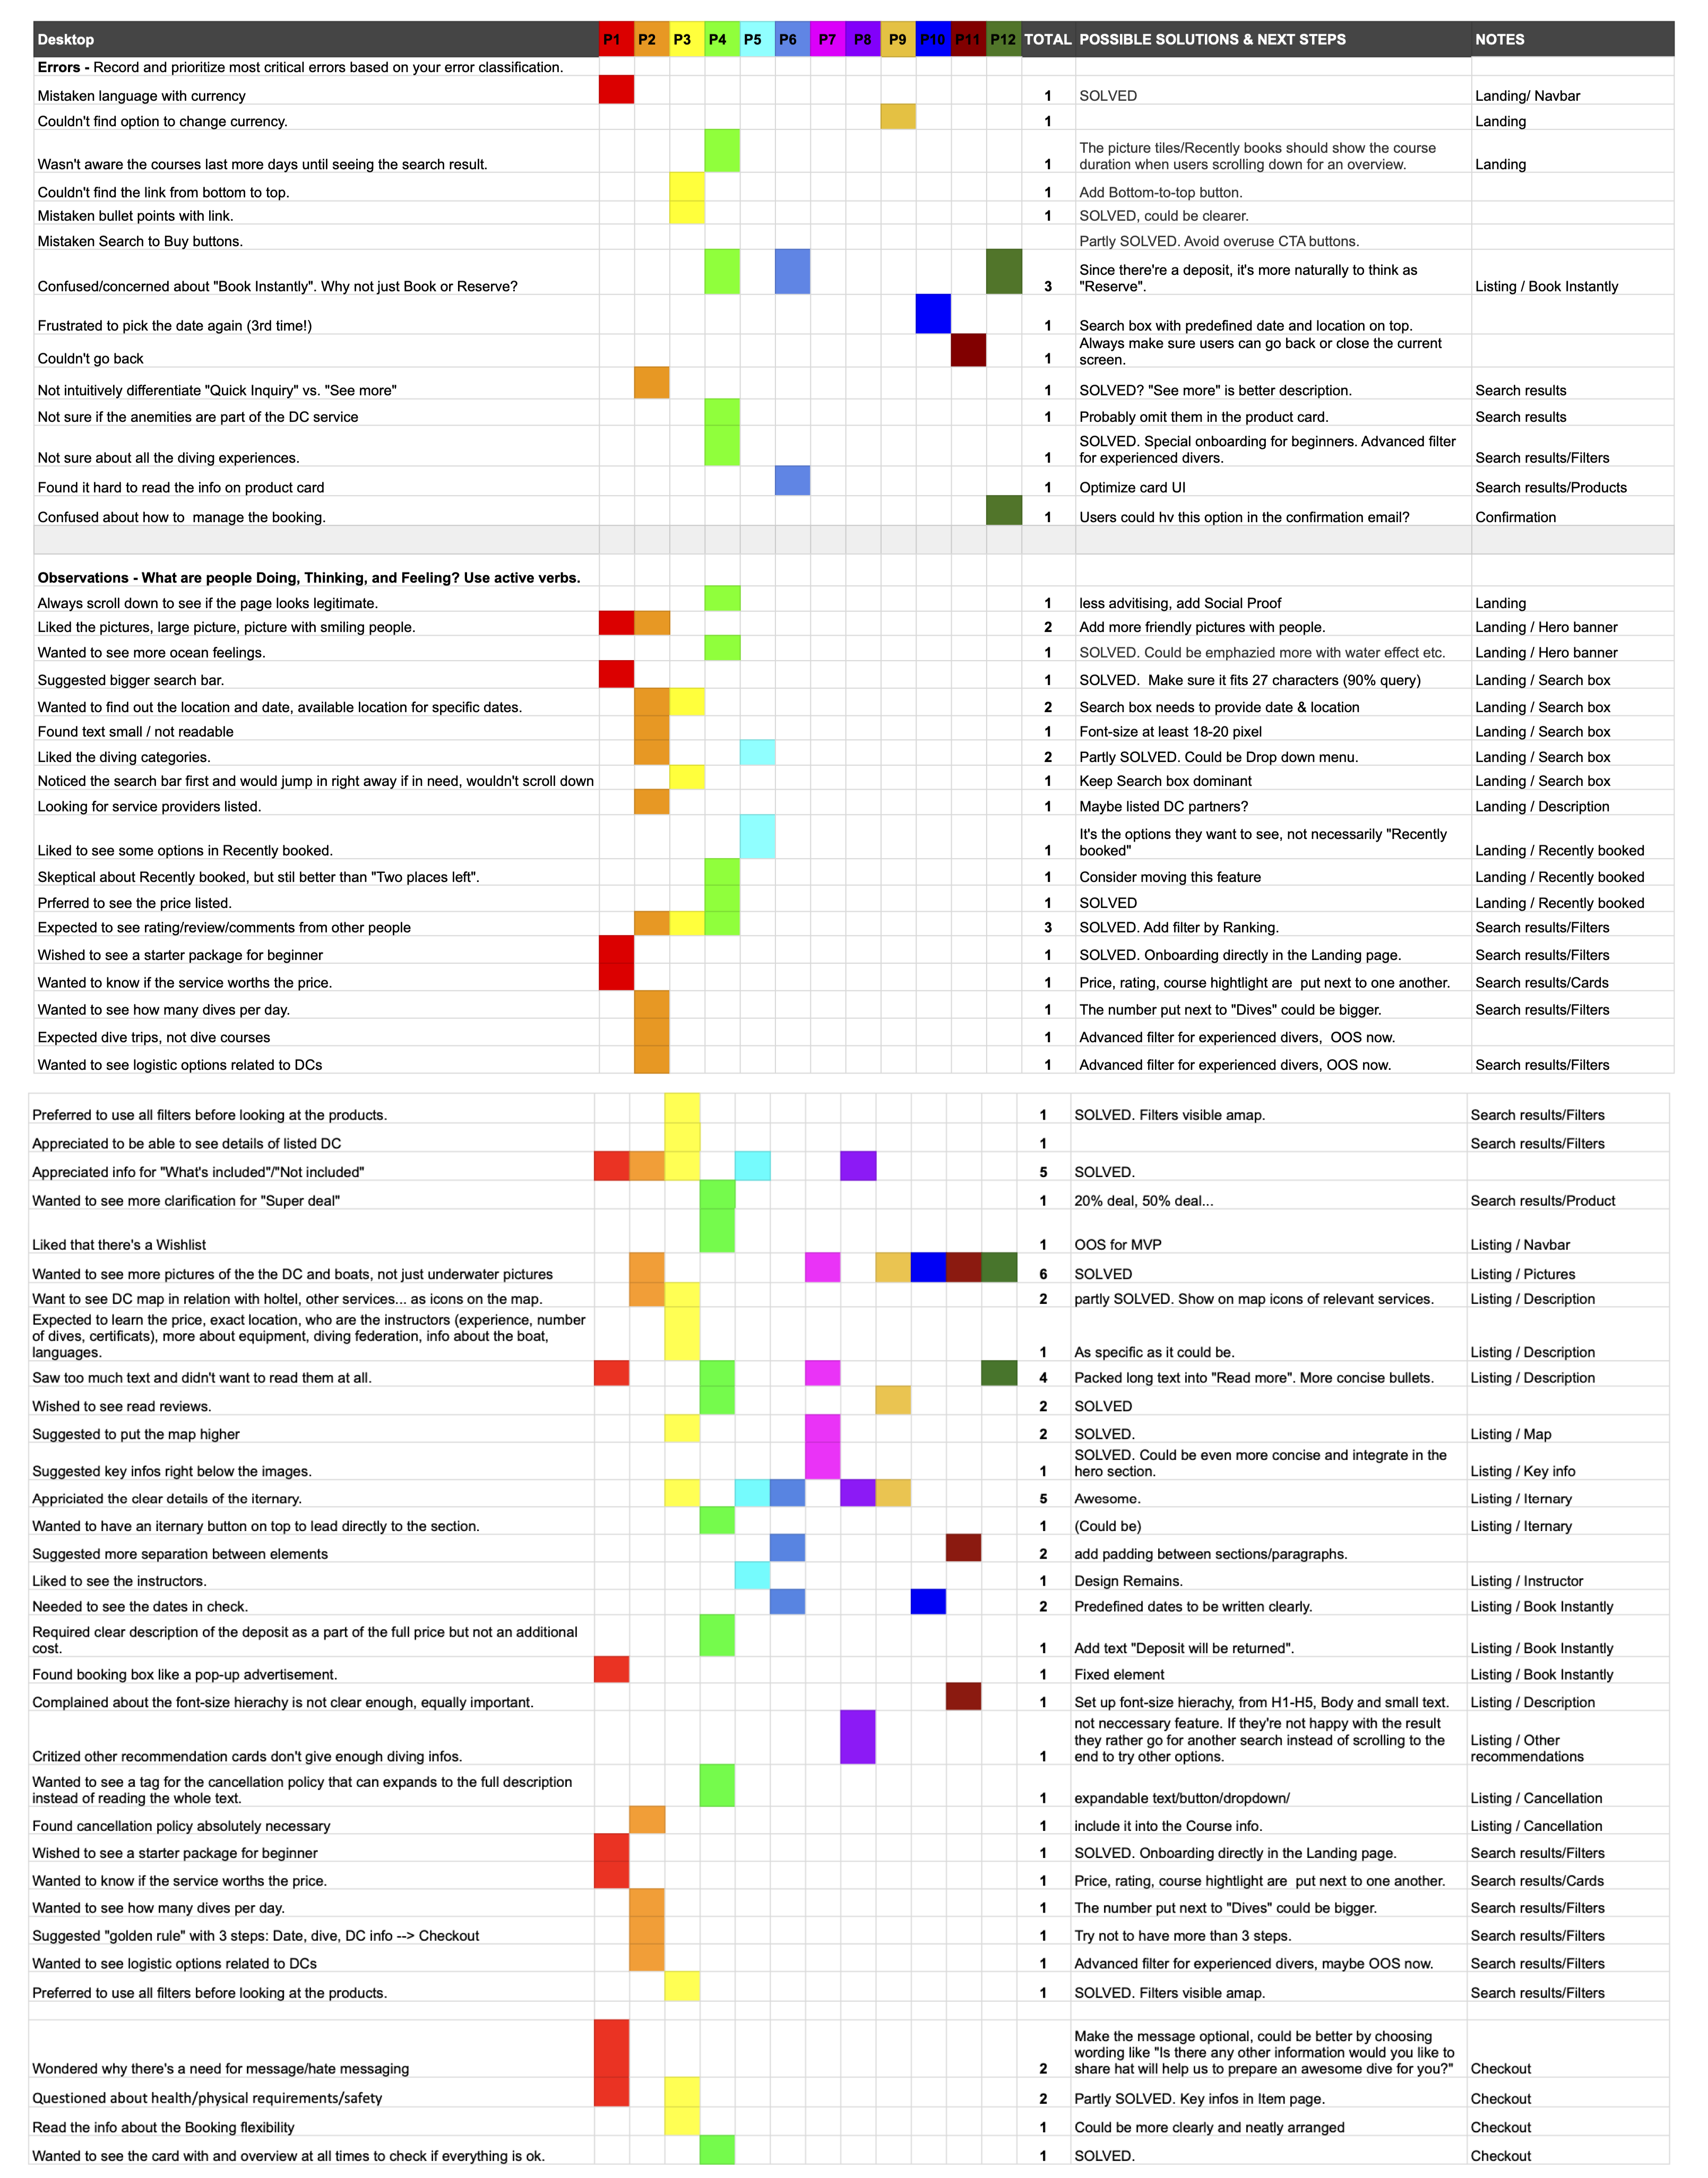 Desktop P1 P2 P3 P4 P5 P6 P7 P8 P9 P10 P11 P12 TOTAL POSSIBLE SOLUTIONS & NEXT STEPS NOTES
Errors - Record and prioritize most critical errors based on your error classification.
Mistaken language with currency 1 SOLVED Landing/ Navbar
Couldn't find option to change currency. 1 Landing
Wasn't aware the courses last more days until seeing the search result. 1 The picture tiles/Recently books should show the course
duration when users scrolling down for an overview. Landing
Couldn't find the link from bottom to top. 1 Add Bottom-to-top button.
Mistaken bullet points with link. 1 SOLVED, could be clearer.
Mistaken Search to Buy buttons. Partly SOLVED. Avoid overuse CTA buttons.
Confused/concerned about "Book Instantly". Why not just Book or Reserve? 3 Since there're a deposit, it's more naturally to think as
"Reserve". Listing / Book Instantly
Frustrated to pick the date again (3rd time!) 1 Search box with predefined date and location on top.
Couldn't go back 1 Always make sure users can go back or close the current
screen.
Not intuitively differentiate "Quick Inquiry" vs. "See more" 1 SOLVED? "See more" is better description. Search results
Not sure if the anemities are part of the DC service 1 Probably omit them in the product card. Search results
Not sure about all the diving experiences. 1 SOLVED. Special onboarding for beginners. Advanced filter
for experienced divers. Search results/Filters
Found it hard to read the info on product card 1 Optimize card UI Search results/Products
Confused about how to  manage the booking. 1 Users could hv this option in the confirmation email? Confirmation
Observations - What are people Doing, Thinking, and Feeling? Use active verbs.
Always scroll down to see if the page looks legitimate. 1 less advitising, add Social Proof Landing
Liked the pictures, large picture, picture with smiling people. 2 Add more friendly pictures with people. Landing / Hero banner
Wanted to see more ocean feelings. 1 SOLVED. Could be emphazied more with water effect etc. Landing / Hero banner
Suggested bigger search bar. 1 SOLVED.  Make sure it fits 27 characters (90% query) Landing / Search box
Wanted to find out the location and date, available location for specific dates. 2 Search box needs to provide date & location Landing / Search box
Found text small / not readable 1 Font-size at least 18-20 pixel Landing / Search box
Liked the diving categories. 2 Partly SOLVED. Could be Drop down menu. Landing / Search box
Noticed the search bar first and would jump in right away if in need, wouldn't scroll down 1 Keep Search box dominant Landing / Search box
Looking for service providers listed. 1 Maybe listed DC partners? Landing / Description
Liked to see some options in Recently booked. 1 It's the options they want to see, not necessarily "Recently
booked" Landing / Recently booked
Skeptical about Recently booked, but stil better than "Two places left". 1 Consider moving this feature Landing / Recently booked
Prferred to see the price listed. 1 SOLVED Landing / Recently booked
Expected to see rating/review/comments from other people 3 SOLVED. Add filter by Ranking. Search results/Filters
Wished to see a starter package for beginner 1 SOLVED. Onboarding directly in the Landing page. Search results/Filters
Wanted to know if the service worths the price. 1 Price, rating, course hightlight are  put next to one another. Search results/Cards
Wanted to see how many dives per day. 1 The number put next to "Dives" could be bigger. Search results/Filters
Expected dive trips, not dive courses 1 Advanced filter for experienced divers,  OOS now.
Wanted to see logistic options related to DCs 1 Advanced filter for experienced divers, OOS now. Search results/Filters
Preferred to use all filters before looking at the products. 1 SOLVED. Filters visible amap. Search results/Filters
Appreciated to be able to see details of listed DC 1 Search results/Filters
Appreciated info for "What's included"/"Not included" 5 SOLVED.
Wanted to see more clarification for "Super deal" 1 20% deal, 50% deal... Search results/Product
Liked that there's a Wishlist 1 OOS for MVP Listing / Navbar
Wanted to see more pictures of the the DC and boats, not just underwater pictures 6 SOLVED Listing / Pictures
Want to see DC map in relation with holtel, other services... as icons on the map. 2 partly SOLVED. Show on map icons of relevant services. Listing / Description
Expected to learn the price, exact location, who are the instructors (experience, number
of dives, certificats), more about equipment, diving federation, info about the boat,
languages. 1 As specific as it could be. Listing / Description
Saw too much text and didn't want to read them at all. 4 Packed long text into "Read more". More concise bullets. Listing / Description
Wished to see read reviews. 2 SOLVED
Suggested to put the map higher 2 SOLVED. Listing / Map
Suggested key infos right below the images. 1 SOLVED. Could be even more concise and integrate in the
hero section. Listing / Key info
Appriciated the clear details of the iternary. 5 Awesome. Listing / Iternary
Wanted to have an iternary button on top to lead directly to the section. 1 (Could be) Listing / Iternary
Suggested more separation between elements 2 add padding between sections/paragraphs.
Liked to see the instructors. 1 Design Remains. Listing / Instructor
Needed to see the dates in check. 2 Predefined dates to be written clearly. Listing / Book Instantly
Required clear description of the deposit as a part of the full price but not an additional
cost. 1 Add text "Deposit will be returned". Listing / Book Instantly
Found booking box like a pop-up advertisement. 1 Fixed element Listing / Book Instantly
Complained about the font-size hierachy is not clear enough, equally important. 1 Set up font-size hierachy, from H1-H5, Body and small text. Listing / Description
Critized other recommendation cards don't give enough diving infos. 1 not neccessary feature. If they're not happy with the result
they rather go for another search instead of scrolling to the
end to try other options. Listing / Other
recommendations
Wanted to see a tag for the cancellation policy that can expands to the full description
instead of reading the whole text. 1 expandable text/button/dropdown/ Listing / Cancellation
Found cancellation policy absolutely necessary 1 include it into the Course info. Listing / Cancellation
Wished to see a starter package for beginner 1 SOLVED. Onboarding directly in the Landing page. Search results/Filters
Wanted to know if the service worths the price. 1 Price, rating, course hightlight are  put next to one another. Search results/Cards
Wanted to see how many dives per day. 1 The number put next to "Dives" could be bigger. Search results/Filters
Suggested "golden rule" with 3 steps: Date, dive, DC info --> Checkout 1 Try not to have more than 3 steps. Search results/Filters
Wanted to see logistic options related to DCs 1 Advanced filter for experienced divers, maybe OOS now. Search results/Filters
Preferred to use all filters before looking at the products. 1 SOLVED. Filters visible amap. Search results/Filters
Wondered why there's a need for message/hate messaging 2 Make the message optional, could be better by choosing
wording like "Is there any other information would you like to
share hat will help us to prepare an awesome dive for you?" Checkout
Questioned about health/physical requirements/safety 2 Partly SOLVED. Key infos in Item page. Checkout
Read the info about the Booking flexibility 1 Could be more clearly and neatly arranged Checkout
Wanted to see the card with and overview at all times to check if everything is ok. 1 SOLVED. Checkout